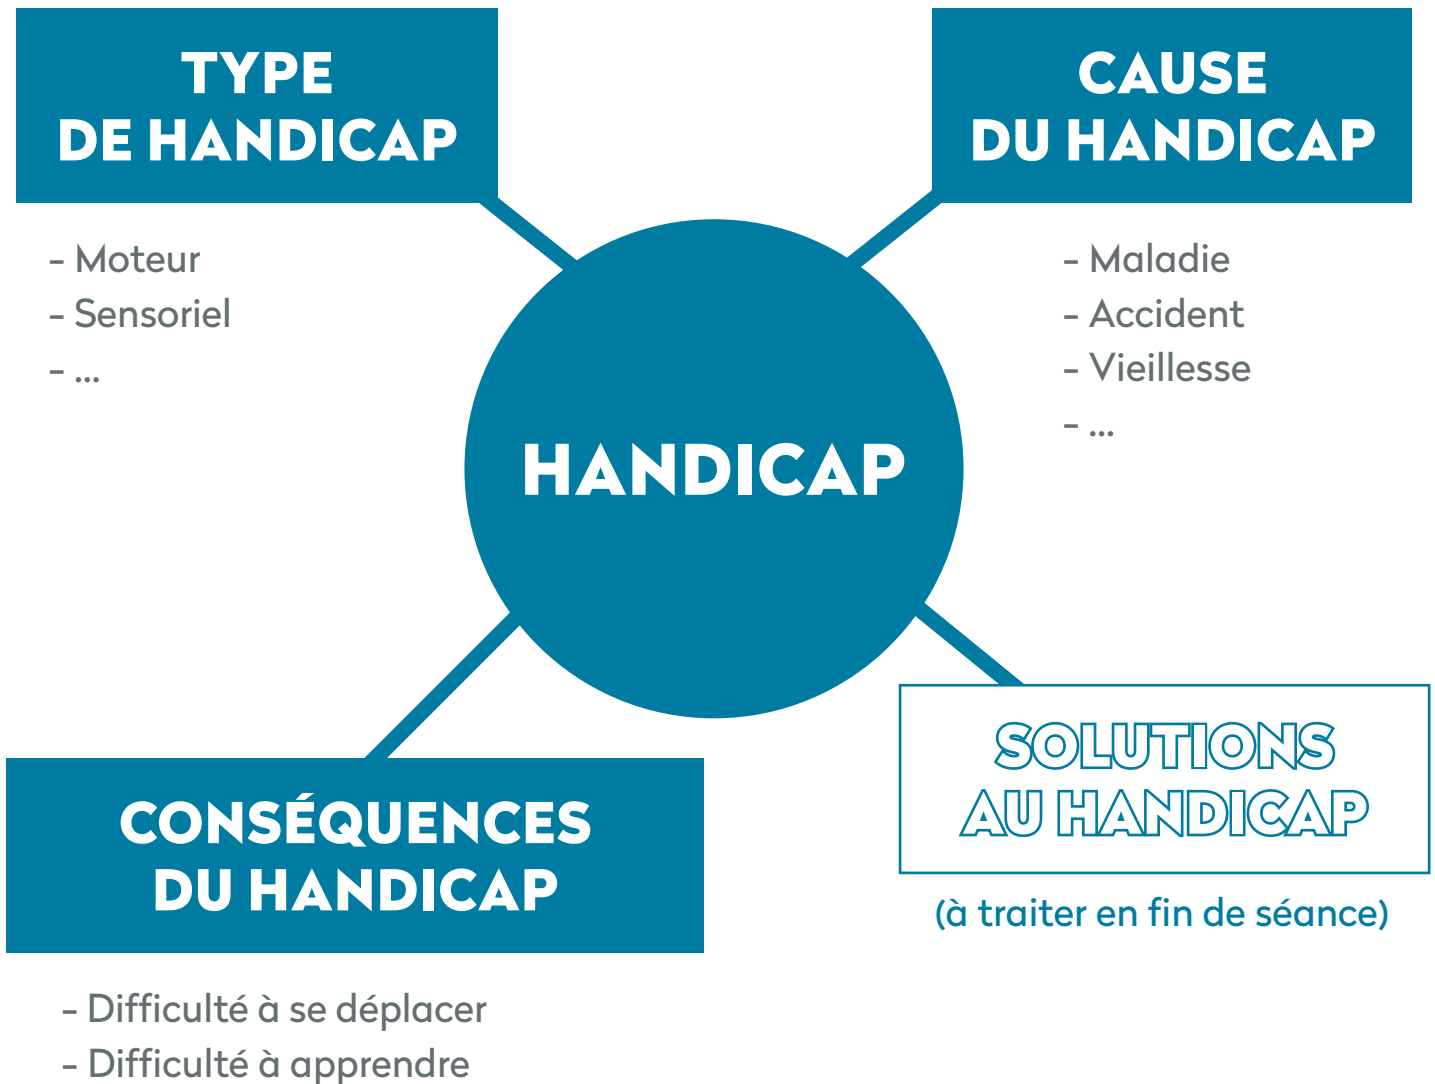 TYPE
DE HANDICAP
- Moteur
- Sensoriel
- ...
CAUSE
DU HANDICAP
- Maladie
- Accident
- Vieillesse
- ...
HANDICAP
CONSÉQUENCES
DU HANDICAP
- Difficulté à se déplacer
- Difficulté à apprendre
SOLUTIONS
AU HANDICAP
(à traiter en fin de séance)